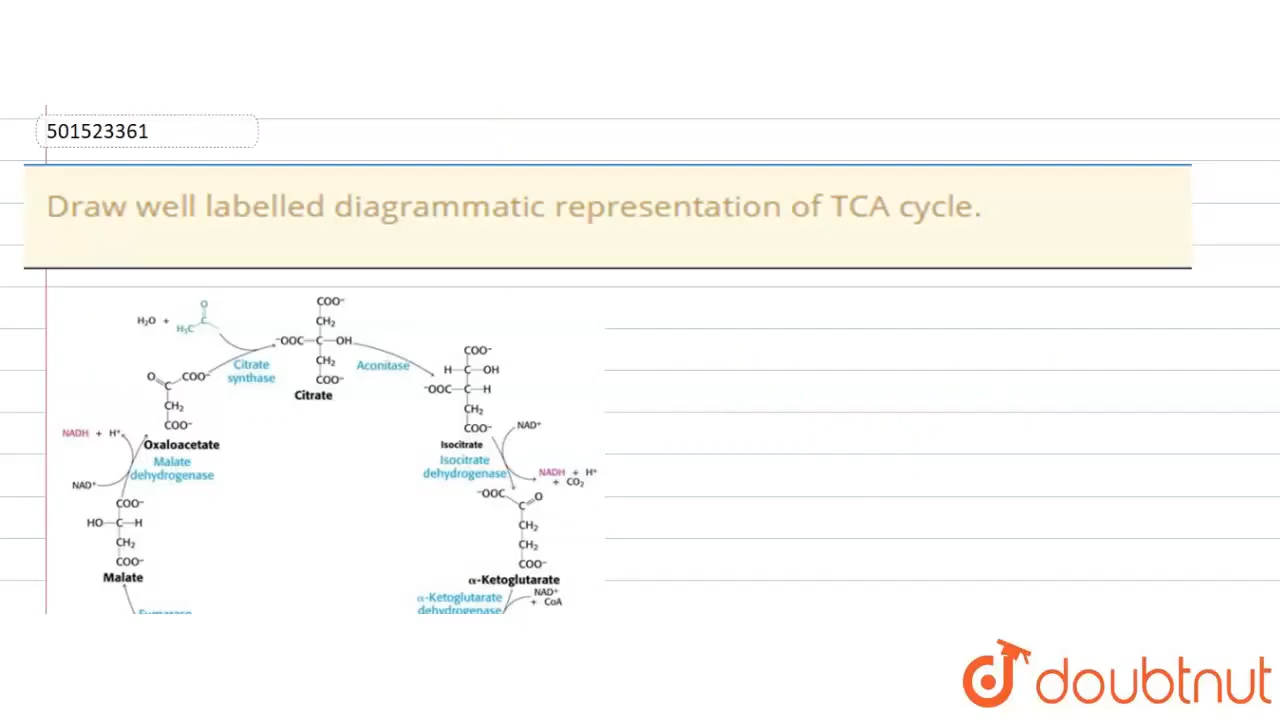 501523361
Draw well labelled diagrammatic representation of TCA cycle.
COO⁻
O
H₂O + H₃C C
CH₂
⁻OOC—C—OH
Citrate synthase
CH₂
Aconitase
COO⁻
Citrate
COO⁻
H—C—OH
⁻OOC—C—H
CH₂
COO⁻
Isocitrate
O C COO⁻
CH₂
COO⁻
Oxaloacetate
NADH + H⁺
Malate dehydrogenase
NAD⁺
NAD⁺
Isocitrate dehydrogenase
NADH + H⁺ + CO₂
⁻OOC C O
CH₂
CH₂
COO⁻
α-Ketoglutarate
COO⁻
HO—C—H
CH₂
COO⁻
Malate
α-Ketoglutarate dehydrogenase
NAD⁺ + CoA
Fumarase
doubtnut